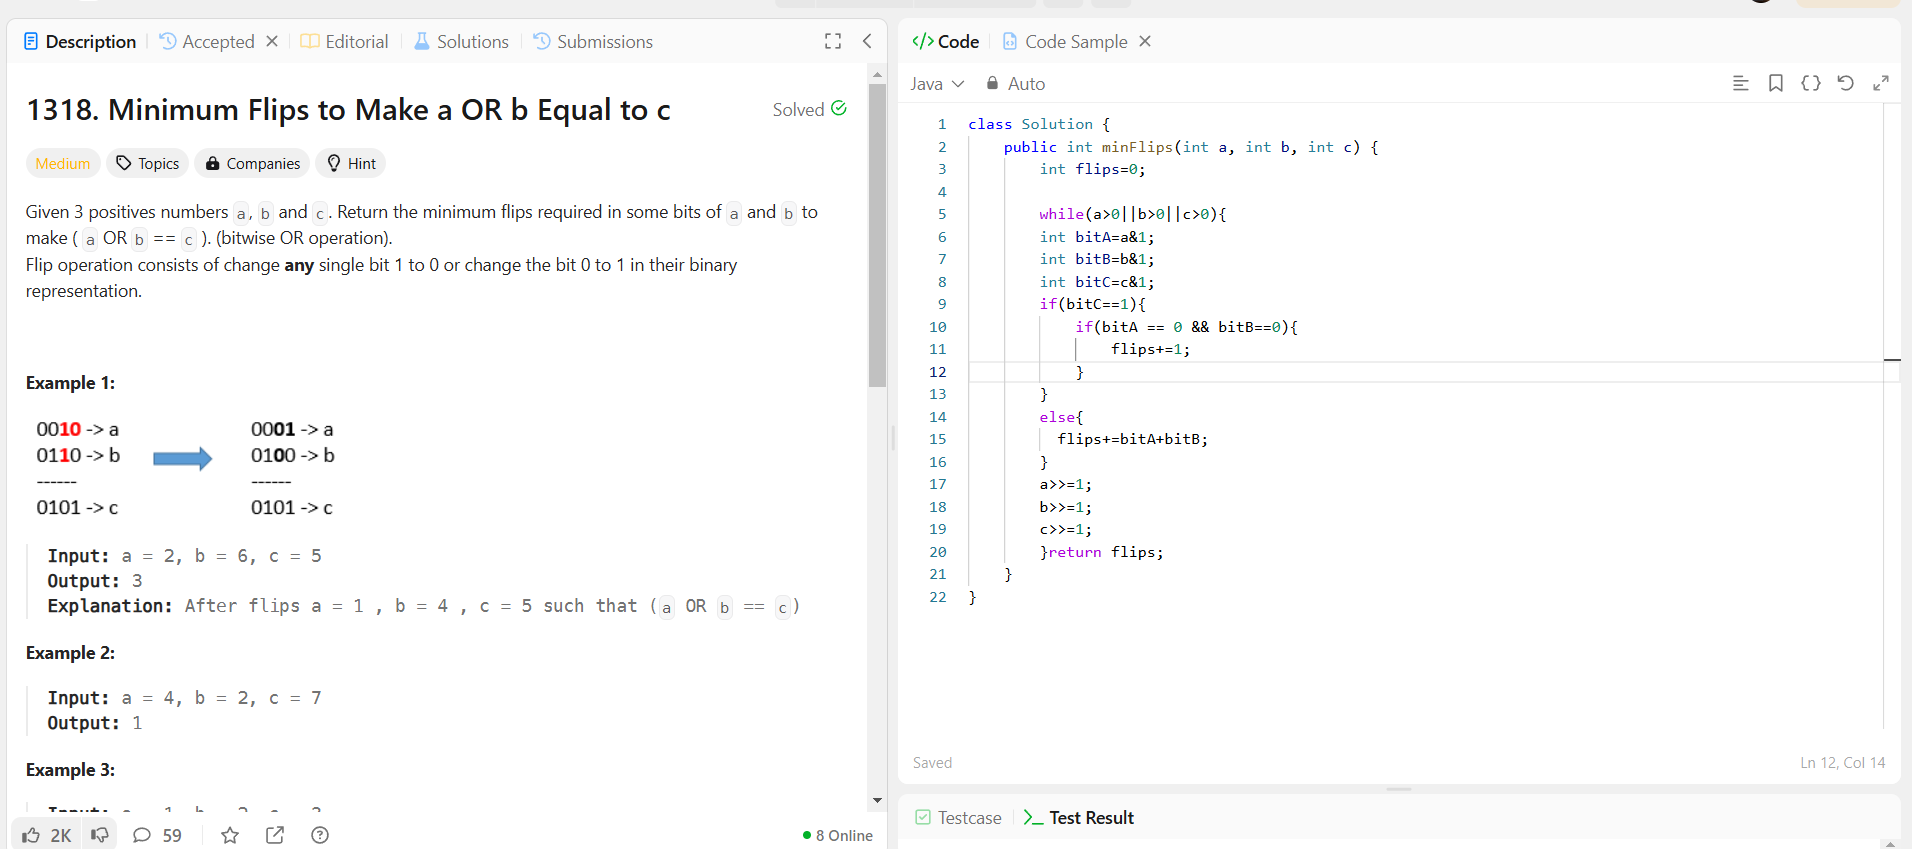 Description
Accepted
Editorial
Solutions
Submissions
1318. Minimum Flips to Make a OR b Equal to c
Solved
Medium
Topics
Companies
Hint
Given 3 positives numbers a, b and c. Return the minimum flips required in some bits of a and b to
make ( a OR b == c ). (bitwise OR operation).
Flip operation consists of change any single bit 1 to 0 or change the bit 0 to 1 in their binary
representation.
Example 1:
0010 -> a 0001 -> a
0110 -> b 0100 -> b
------ ------
0101 -> c 0101 -> c
Input: a = 2, b = 6, c = 5
Output: 3
Explanation: After flips a = 1 , b = 4 , c = 5 such that (a OR b == c)
Example 2:
Input: a = 4, b = 2, c = 7
Output: 1
Example 3:
2K
59
8 Online
</> Code
Code Sample
Java
Auto
1 class Solution {
2 public int minFlips(int a, int b, int c) {
3 int flips=0;
4
5 while(a>0||b>0||c>0){
6 int bitA=a&1;
7 int bitB=b&1;
8 int bitC=c&1;
9 if(bitC==1){
10 if(bitA == 0 && bitB==0){
11 flips+=1;
12 }
13 }
14 else{
15 flips+=bitA+bitB;
16 }
17 a>>=1;
18 b>>=1;
19 c>>=1;
20 }return flips;
21 }
22 }
Saved
Ln 12, Col 14
Testcase
Test Result